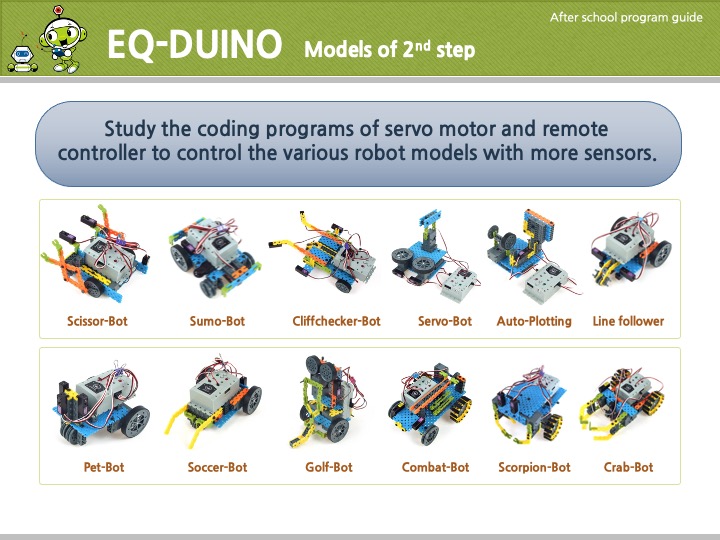 After school program guide
EQ-DUINO Models of 2nd step
Study the coding programs of servo motor and remote
controller to control the various robot models with more sensors.
Scissor-Bot Sumo-Bot Cliffchecker-Bot Servo-Bot Auto-Plotting Line follower
Pet-Bot Soccer-Bot Golf-Bot Combat-Bot Scorpion-Bot Crab-Bot